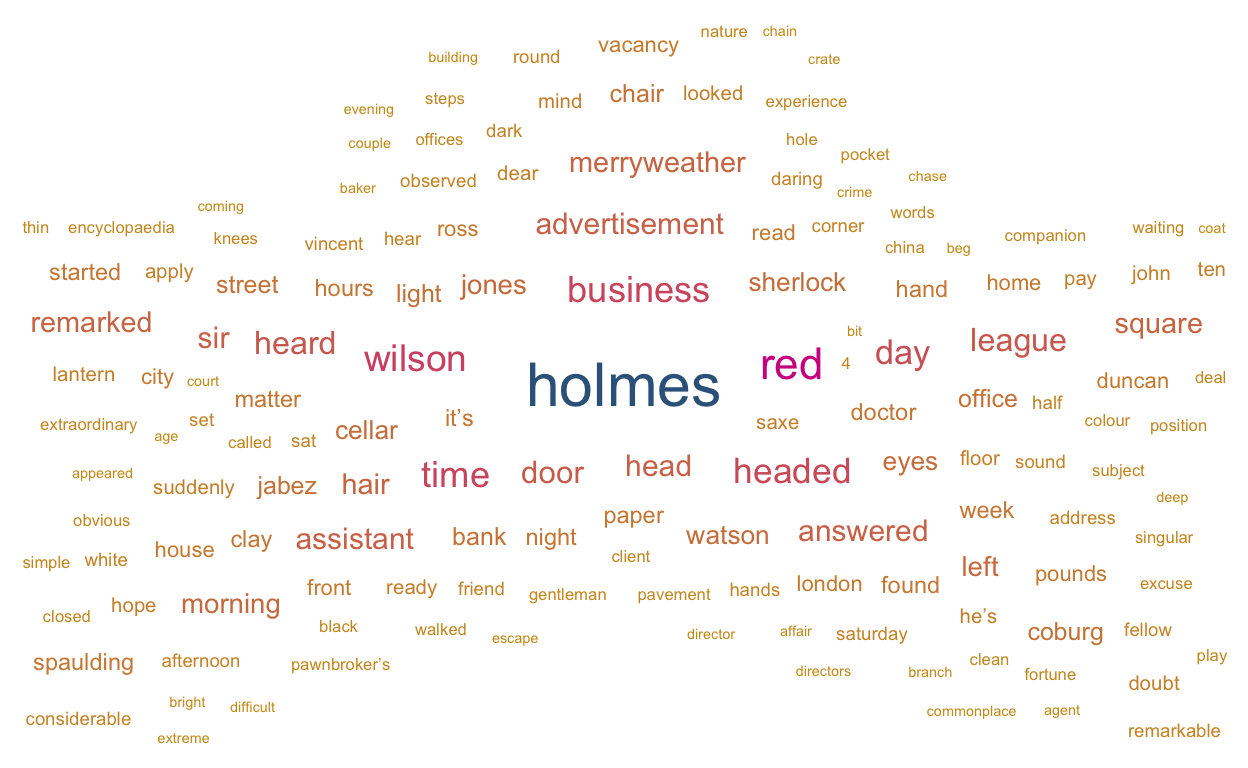 nature chain
vacancy
building round crate
steps mind chair looked experience
evening
couple offices dark hole
merryweather pocket
baker observed dear daring crime chase
coming
thin encyclopaedia knees vincent hear ross advertisement read corner words
china beg companion waiting coat
started apply street hours light jones business sherlock hand home pay john ten
remarked sir heard wilson red bit day league square
4
lantern city court holmes duncan deal
matter office half
extraordinary age set called sat cellar it’s saxe doctor colour position
appeared suddenly jabez hair time door head headed eyes floor sound subject
deep
obvious paper week address
simple white house clay assistant bank night client watson answered singular
closed hope morning front ready friend gentleman pavement hands london found left pounds excuse
black walked escape director affair saturday he’s coburg fellow
spaulding afternoon pawnbroker’s directors branch clean fortune play
doubt
considerable bright difficult commonplace agent
extreme remarkable